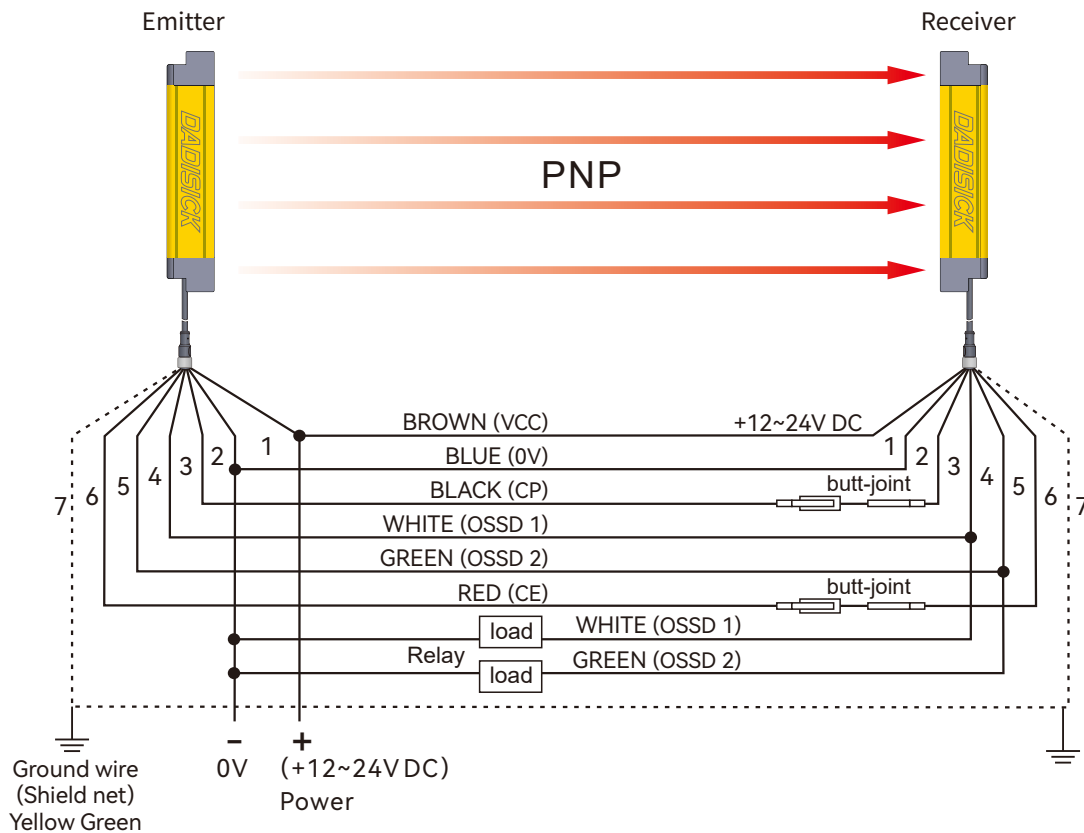 Emitter
Receiver
DADISICK
DADISICK
PNP
BROWN (VCC)
+12~24V DC
1
1
BLUE (0V)
2
2
BLACK (CP)
butt-joint
3
3
WHITE (OSSD 1)
4
4
GREEN (OSSD 2)
5
5
RED (CE)
butt-joint
6
6
7
7
load
WHITE (OSSD 1)
Relay
load
GREEN (OSSD 2)
-
+
0V
(+12~24V DC)
Power
Ground wire
(Shield net)
Yellow Green